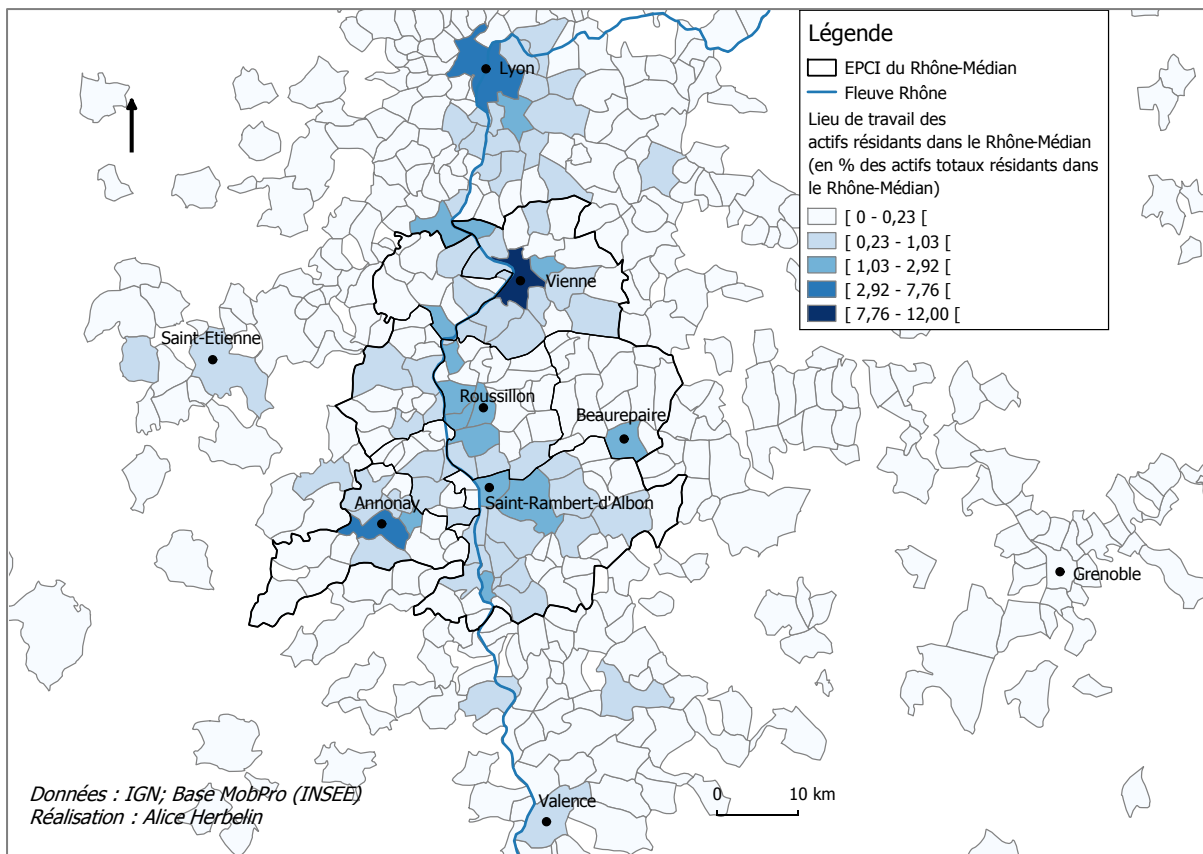 Légende
EPCI du Rhône-Médian
Fleuve Rhône
Lieu de travail des
actifs résidants dans le Rhône-Médian
(en % des actifs totaux résidants dans
le Rhône-Médian)
[ 0 - 0,23 [
[ 0,23 - 1,03 [
[ 1,03 - 2,92 [
[ 2,92 - 7,76 [
[ 7,76 - 12,00 [
Lyon
Vienne
Saint-Etienne
Roussillon
Beaurepaire
Annonay
Saint-Rambert-d'Albon
Grenoble
Valence
0 10 km
Données : IGN; Base MobPro (INSEE)
Réalisation : Alice Herbelin